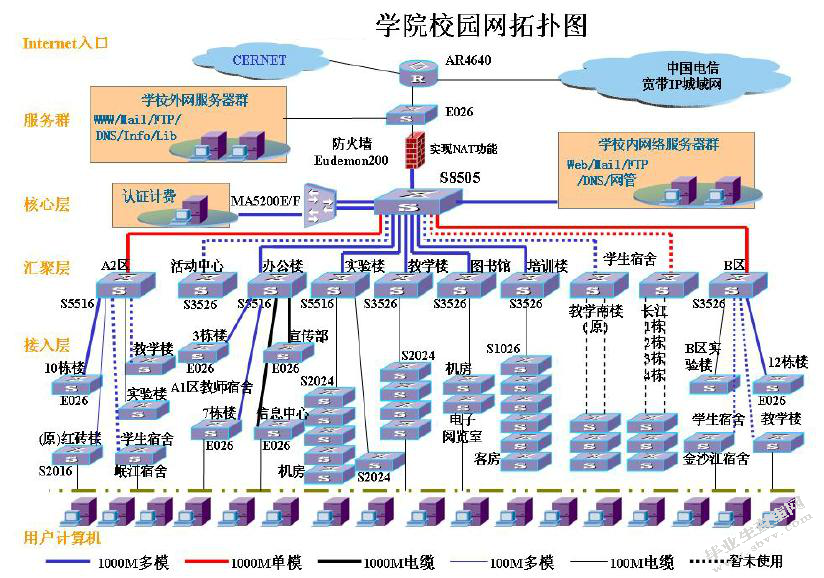 学院校园网拓扑图
Internet入口
CERNET
AR4640
中国电信
宽带IP城域网
服务群
学校外网服务器群
WWW/Mail/FTP/
DNS/Info/Lib
E026
防火墙
Eudemon200
实现NAT功能
学校内网络服务器群
Web/Mail/FTP
/DNS/网管
核心层
认证计费
MA5200E/F
S8505
汇聚层
A2区
活动中心
办公楼
实验楼
教学楼
图书馆
培训楼
学生宿舍
B区
S5516
S3526
S5516
S5516
S3526
S3526
S3526
S3526
教学南楼
(原)
长江
1栋
2栋
3栋
4栋
接入层
10栋楼
E026
教学楼
实验楼
(原)红砖楼
S2016
学生宿舍
岷江宿舍
3栋楼
E026
A1区教师宿舍
7栋楼
E026
宣传部
E026
信息中心
E026
S2024
机房
S2024
S2024
机房
电子
阅览室
S1026
客房
B区实
验楼
12栋楼
E026
学生宿舍
金沙江宿舍
教学楼
用户计算机
1000M多模
1000M单模
1000M电缆
100M多模
100M电缆
暂未使用